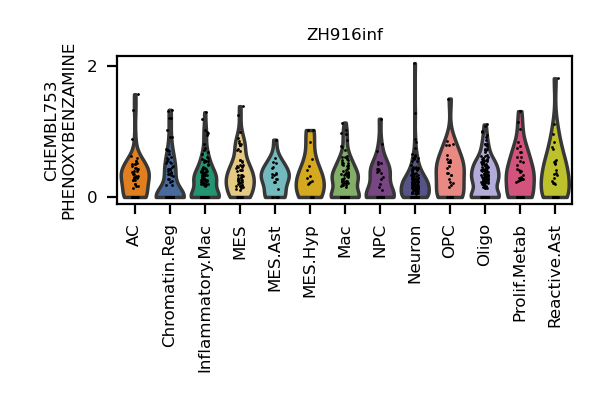 ZH916inf
CHEMBL753
PHENOXYBENZAMINE
2
0
AC
Chromatin.Reg
Inflammatory.Mac
MES
MES.Ast
MES.Hyp
Mac
NPC
Neuron
OPC
Oligo
Prolif.Metab
Reactive.Ast